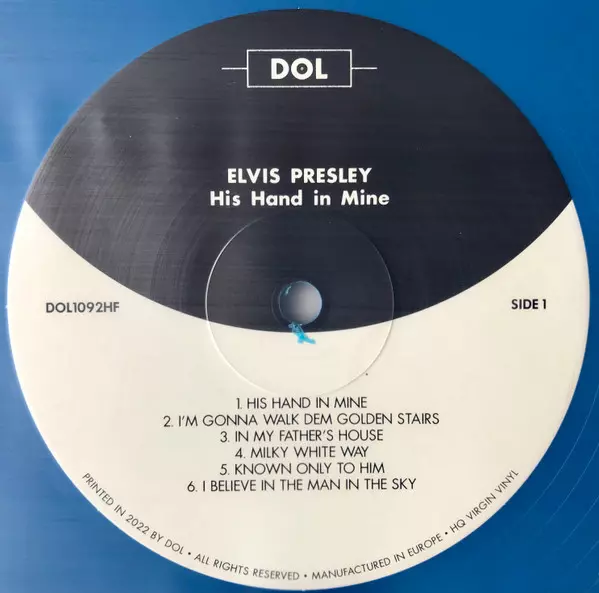 DOL
ELVIS PRESLEY
His Hand in Mine
DOL1092HF
SIDE 1
1. HIS HAND IN MINE
2. I'M GONNA WALK DEM GOLDEN STAIRS
3. IN MY FATHER'S HOUSE
4. MILKY WHITE WAY
5. KNOWN ONLY TO HIM
6. I BELIEVE IN THE MAN IN THE SKY
PRINTED IN 2022 BY DOL • ALL RIGHTS RESERVED • MANUFACTURED IN EUROPE • HQ VIRGIN VINYL